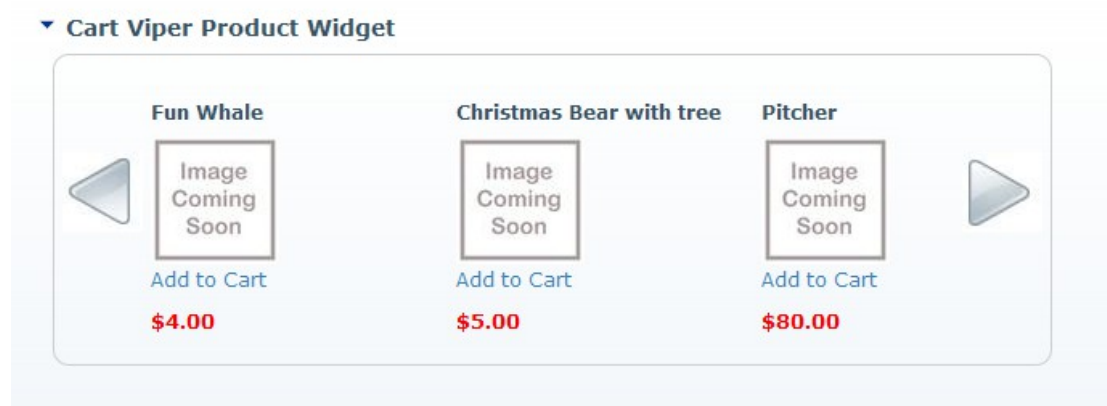 Cart Viper Product Widget
Fun Whale
Christmas Bear with tree
Pitcher
Image
Coming
Soon
Image
Coming
Soon
Image
Coming
Soon
Add to Cart
Add to Cart
Add to Cart
$4.00
$5.00
$80.00